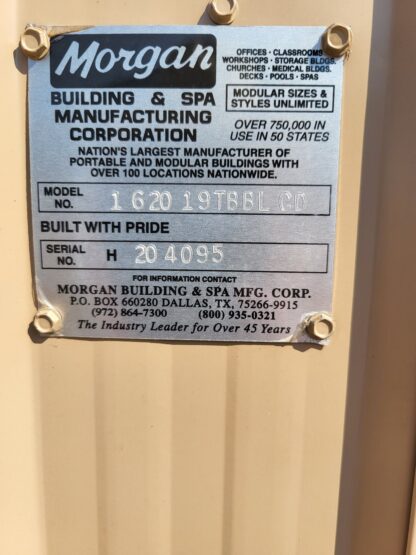 Morgan
OFFICES · CLASSROOMS
WORKSHOPS · STORAGE BLDGS.
CHURCHES · MEDICAL BLDGS.
DECKS · POOLS · SPAS
BUILDING & SPA
MANUFACTURING
CORPORATION
MODULAR SIZES &
STYLES UNLIMITED
OVER 750,000 IN
USE IN 50 STATES
NATION'S LARGEST MANUFACTURER OF
PORTABLE AND MODULAR BUILDINGS WITH
OVER 100 LOCATIONS NATIONWIDE.
MODEL NO. 1 620 19TBBL CD
BUILT WITH PRIDE
SERIAL NO. H 20 4095
FOR INFORMATION CONTACT
MORGAN BUILDING & SPA MFG. CORP.
P.O. BOX 660280 DALLAS, TX, 75266-9915
(972) 864-7300 (800) 935-0321
The Industry Leader for Over 45 Years